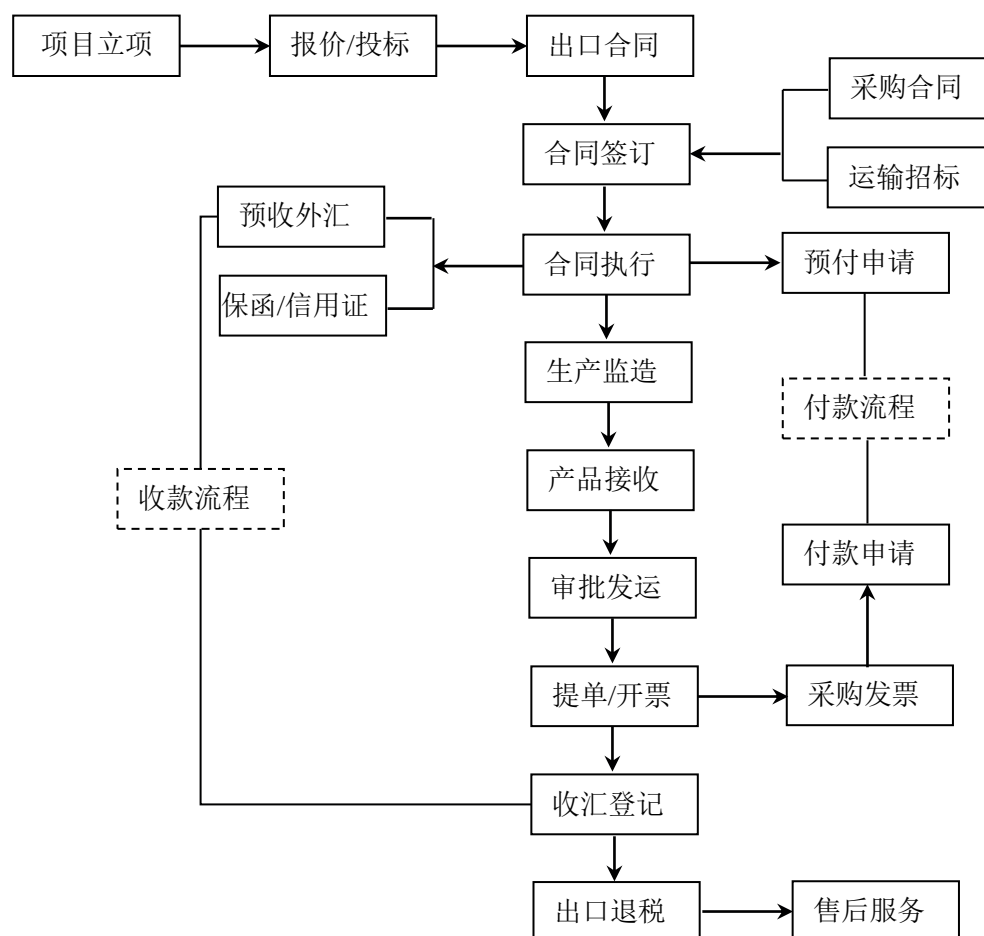 项目立项
报价/投标
出口合同
采购合同
合同签订
运输招标
预收外汇
合同执行
预付申请
保函/信用证
生产监造
付款流程
产品接收
收款流程
付款申请
审批发运
提单/开票
采购发票
收汇登记
出口退税
售后服务